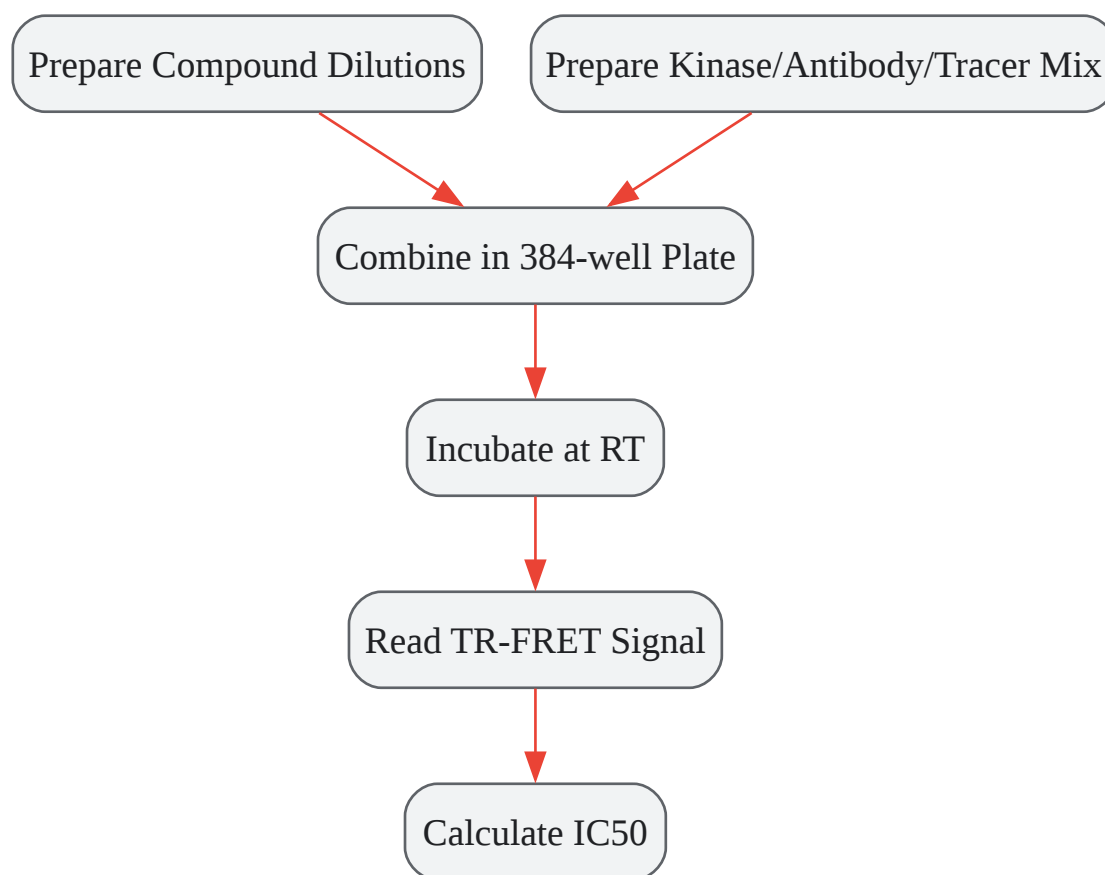 Prepare Compound Dilutions
Prepare Kinase/Antibody/Tracer Mix
Combine in 384-well Plate
Incubate at RT
Read TR-FRET Signal
Calculate IC50